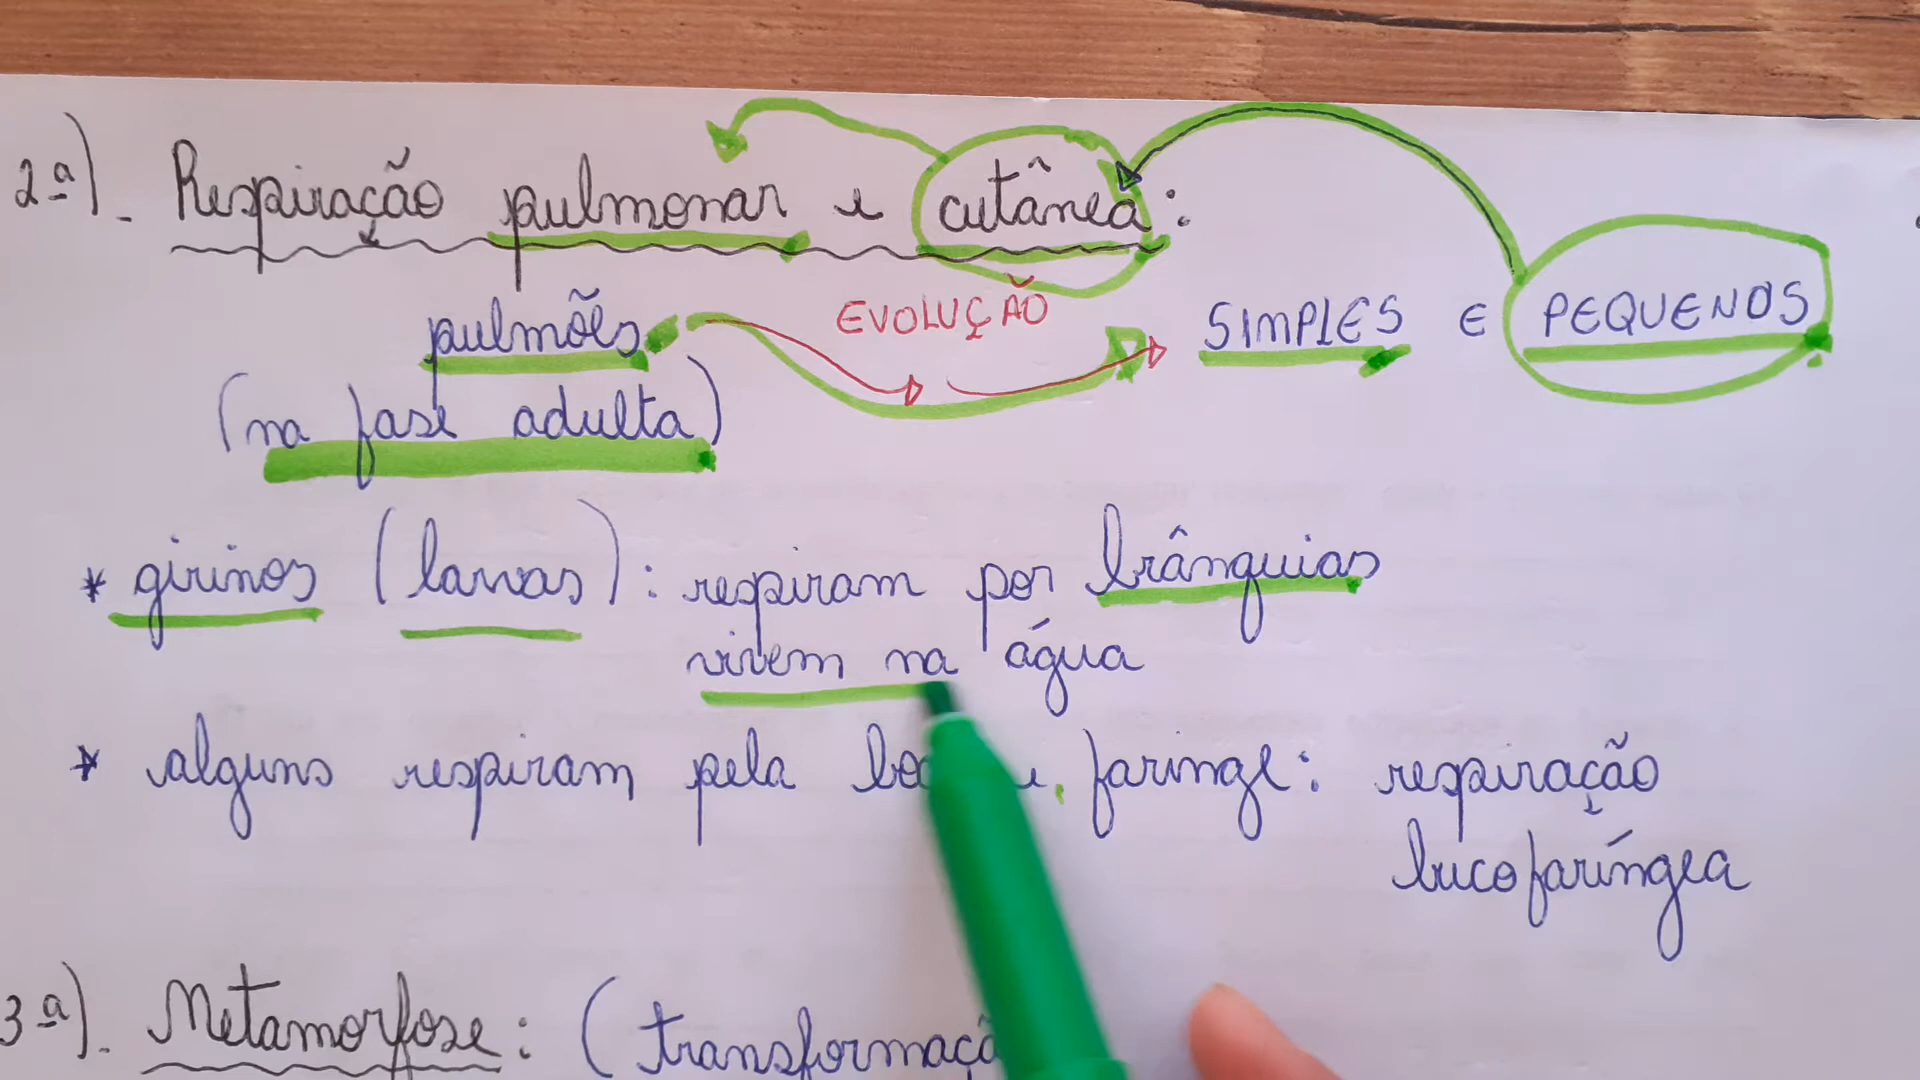 2ª). Respiração pulmonar e cutânea:
pulmões EVOLUÇÃO SIMPLES E PEQUENOS
(na fase adulta)
* girinos (larvas): respiram por brânquias
vivem na água
* alguns respiram pela faringe: respiração
bucofaríngea
3ª). Metamorfose: (